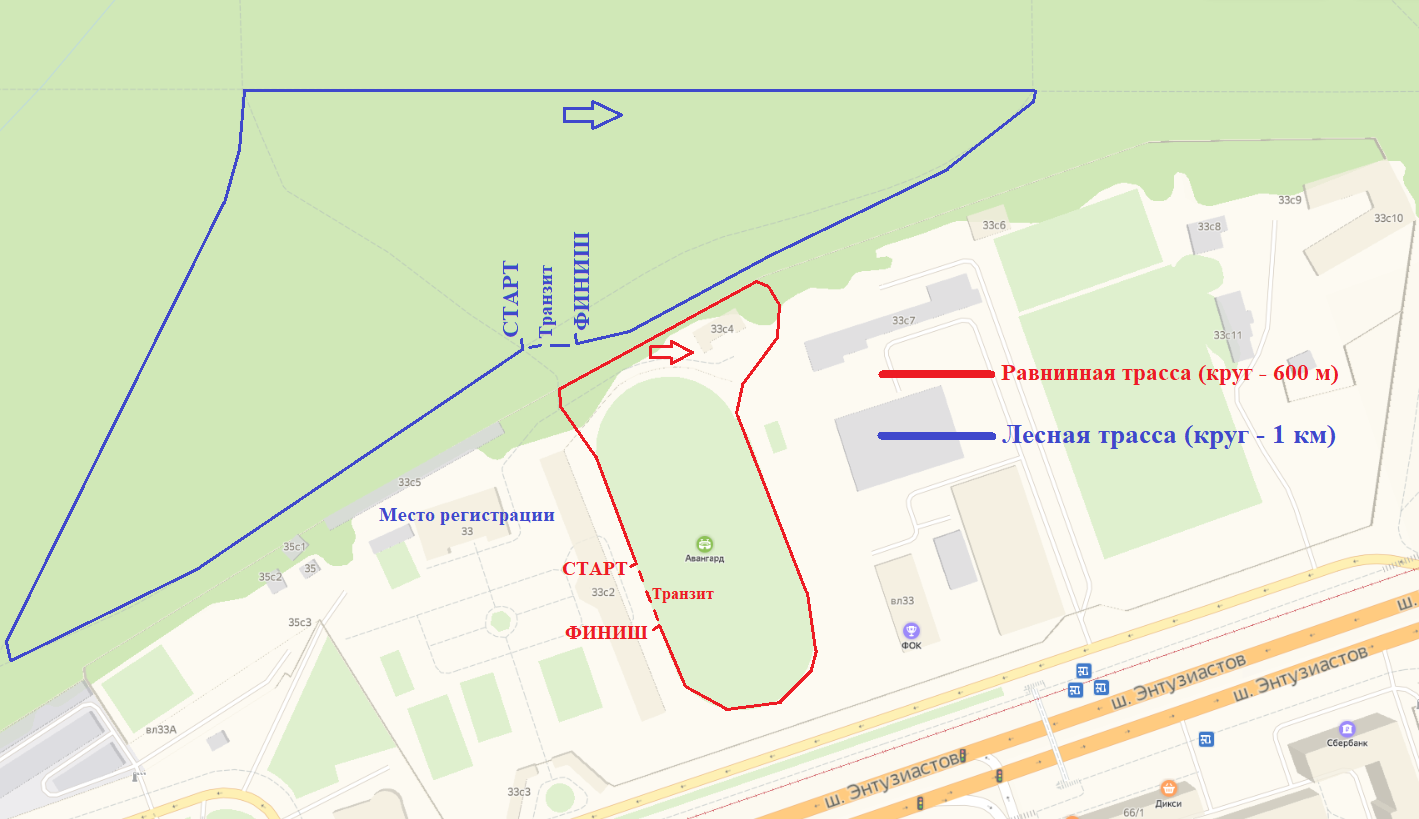 33с9
33с10
33с6
33с8
СТАРТ
Транзит
ФИНИШ
33с4
33с7
33с11
Равнинная трасса (круг - 600 м)
Лесная трасса (круг - 1 км)
33с5
Место регистрации
33
35с1
35с2
35
Авангард
СТАРТ
33с2
Транзит
вл33
35с3
ФИНИШ
ФОК
ш. Энтузиастов
ш. Энтузиастов
ш.
вл33А
Сбербанк
ш. Энтузиастов
33с3
Дикси
66/1